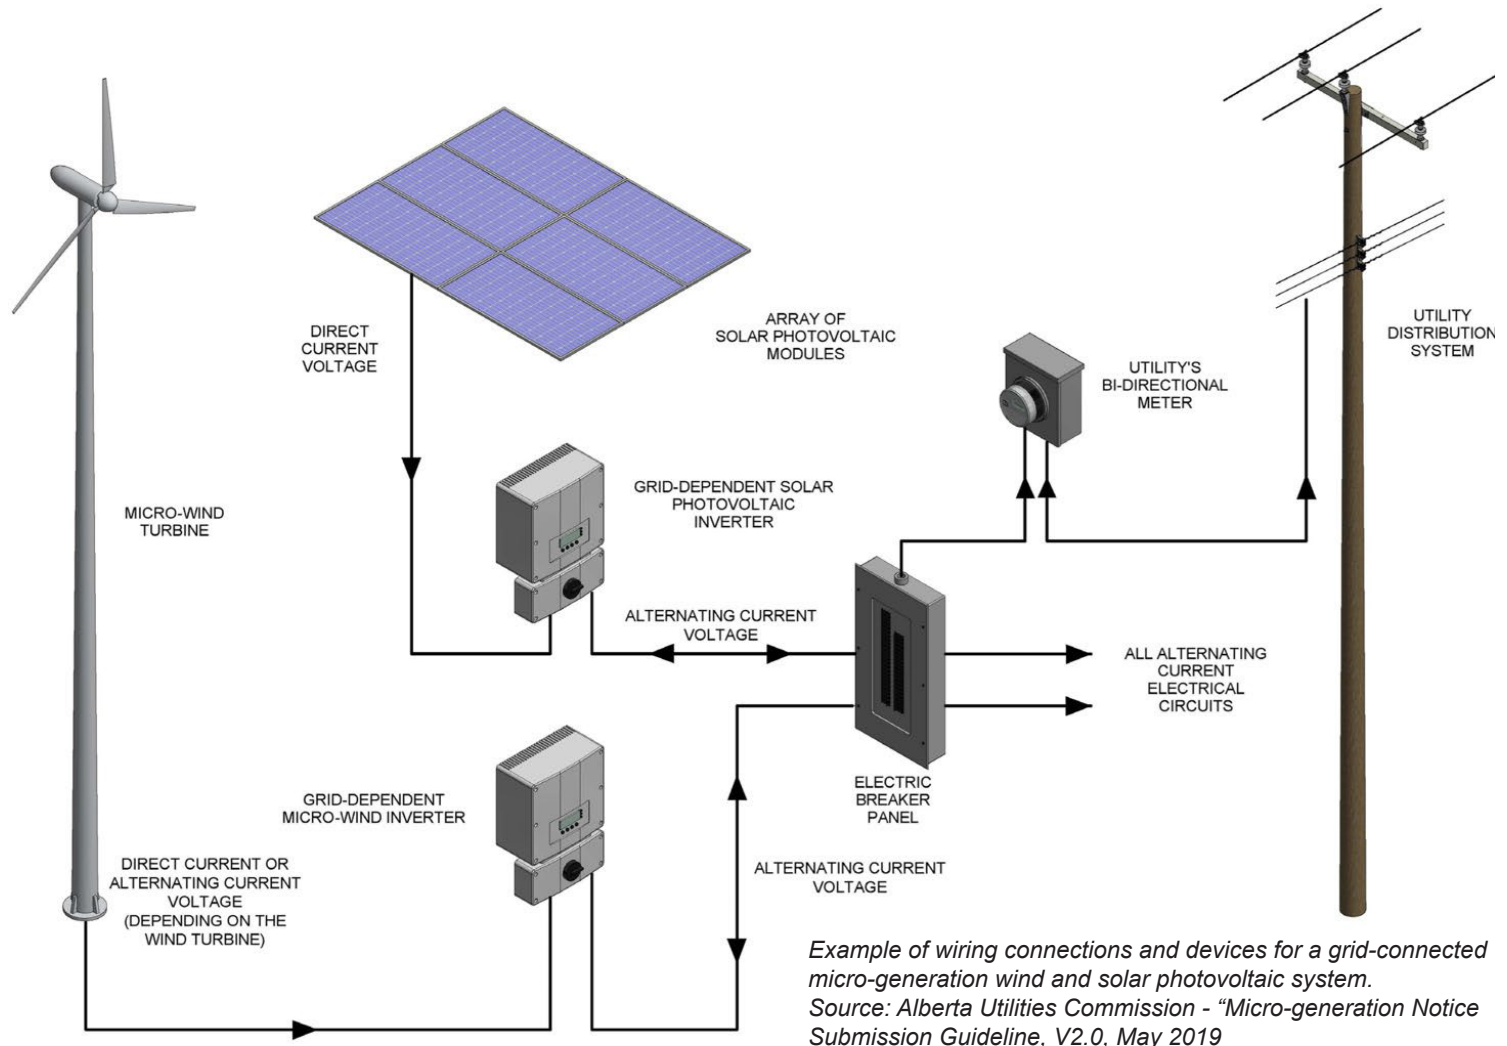 DIRECT
CURRENT
VOLTAGE
ARRAY OF
SOLAR PHOTOVOLTAIC
MODULES
UTILITY
DISTRIBUTION
SYSTEM
UTILITY'S
BI-DIRECTIONAL
METER
MICRO-WIND
TURBINE
GRID-DEPENDENT SOLAR
PHOTOVOLTAIC
INVERTER
ALTERNATING CURRENT
VOLTAGE
ALL ALTERNATING
CURRENT
ELECTRICAL
CIRCUITS
GRID-DEPENDENT
MICRO-WIND INVERTER
ELECTRIC
BREAKER
PANEL
DIRECT CURRENT OR
ALTERNATING CURRENT
VOLTAGE
(DEPENDING ON THE
WIND TURBINE)
ALTERNATING CURRENT
VOLTAGE
Example of wiring connections and devices for a grid-connected
micro-generation wind and solar photovoltaic system.
Source: Alberta Utilities Commission - “Micro-generation Notice
Submission Guideline, V2.0, May 2019